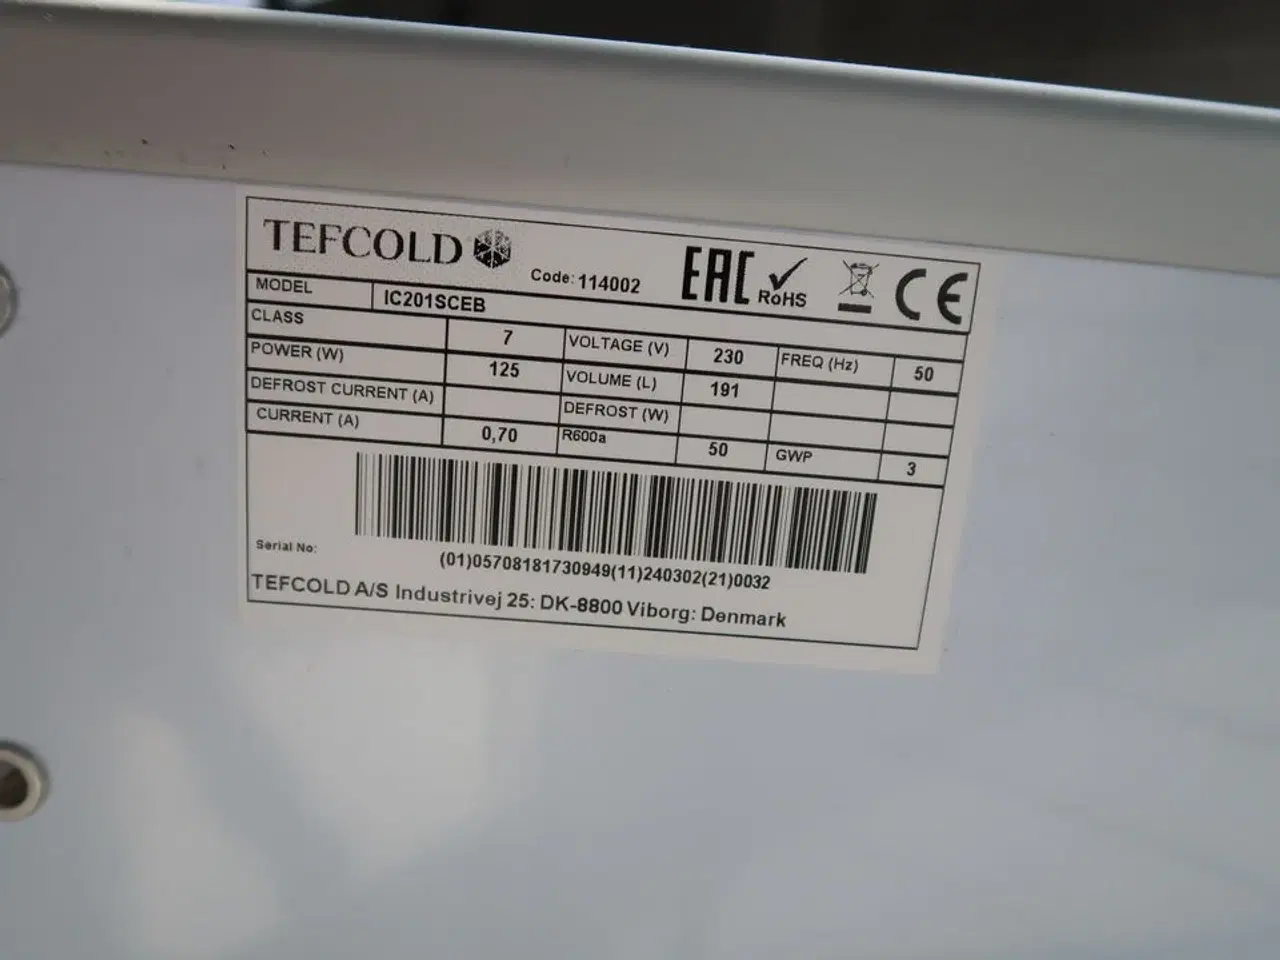 TEFCOLD Code: 114002 EAC RoHS CE
MODEL IC201SCEB
CLASS 7 VOLTAGE (V) 230 FREQ (Hz) 50
POWER (W) 125 VOLUME (L) 191
DEFROST CURRENT (A) DEFROST (W)
CURRENT (A) 0,70 R600a 50 GWP 3
Serial No:
(01)05708181730949(11)240302(21)0032
TEFCOLD A/S Industrivej 25: DK-8800 Viborg: Denmark